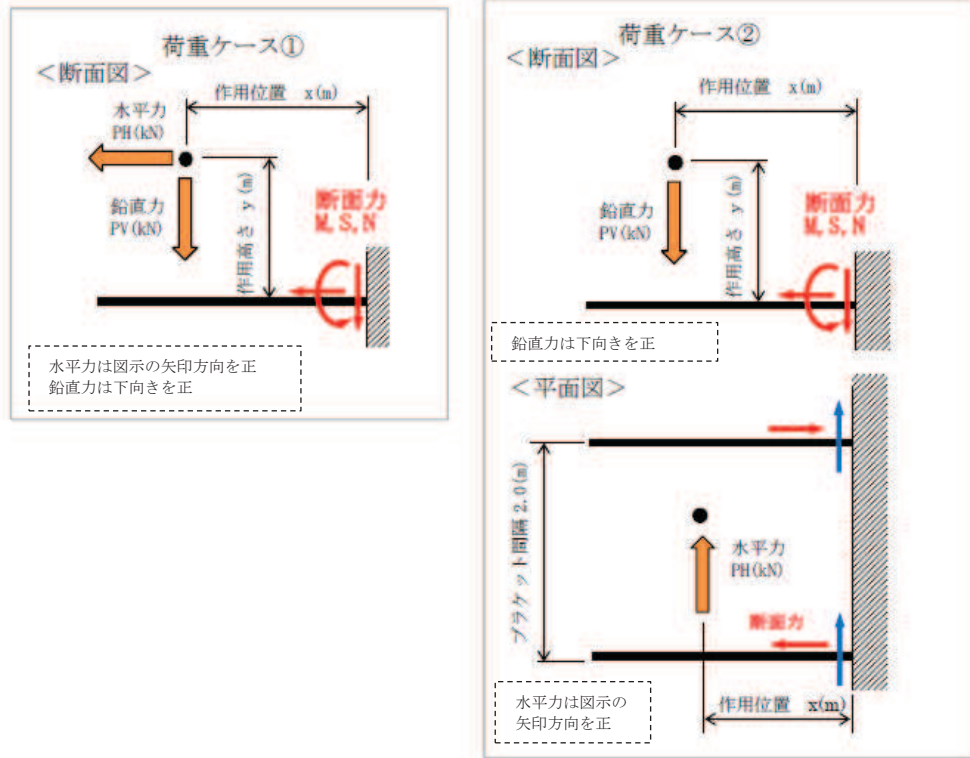 荷重ケース①
<断面図>
作用位置 x(m)
水平力
PH(kN)
鉛直力
PV(kN)
作用高さ y(m)
断面力
M,S,N
水平力は図示の矢印方向を正
鉛直力は下向きを正
荷重ケース②
<断面図>
作用位置 x(m)
鉛直力
PV(kN)
作用高さ y(m)
断面力
M,S,N
鉛直力は下向きを正
<平面図>
ブラケット間隔 2.0(m)
水平力
PH(kN)
断面力
作用位置 x(m)
水平力は図示の
矢印方向を正